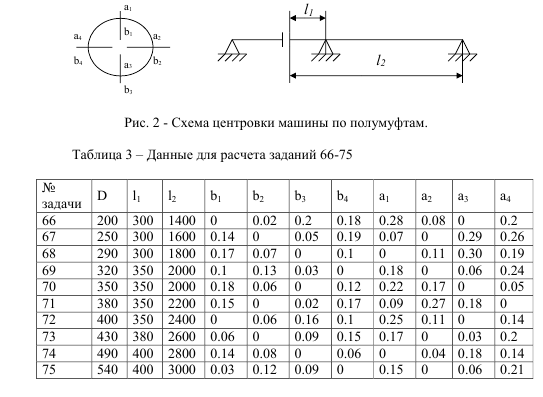 a₁
b₁
a₄ a₂
b₄ b₂
a₃
b₃
l₁
l₂
Рис. 2 - Схема центровки машины по полумуфтам.
Таблица 3 – Данные для расчета заданий 66-75
№ задачи D l₁ l₂ b₁ b₂ b₃ b₄ a₁ a₂ a₃ a₄
66 200 300 1400 0 0.02 0.2 0.18 0.28 0.08 0 0.2
67 250 300 1600 0.14 0 0.05 0.19 0.07 0 0.29 0.26
68 290 300 1800 0.17 0.07 0 0.1 0 0.11 0.30 0.19
69 320 350 2000 0.1 0.13 0.03 0 0.18 0 0.06 0.24
70 350 350 2000 0.18 0.06 0 0.12 0.22 0.17 0 0.05
71 380 350 2200 0.15 0 0.02 0.17 0.09 0.27 0.18 0
72 400 350 2400 0 0.06 0.16 0.1 0.25 0.11 0 0.14
73 430 380 2600 0.06 0 0.09 0.15 0.17 0 0.03 0.2
74 490 400 2800 0.14 0.08 0 0.06 0 0.04 0.18 0.14
75 540 400 3000 0.03 0.12 0.09 0 0.15 0 0.06 0.21